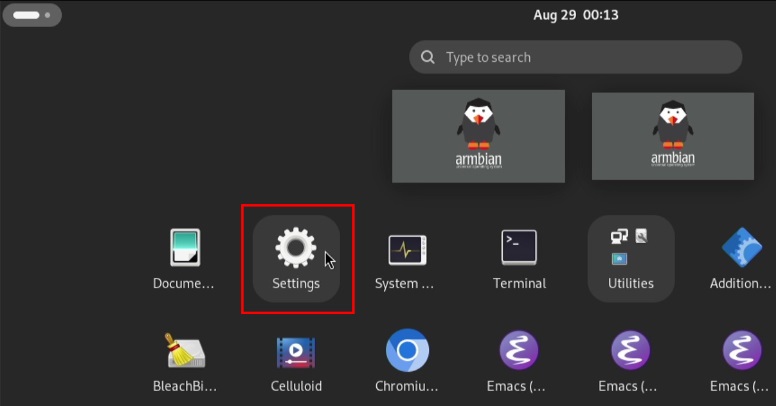 Aug 29 00:13
Type to search
armbian
armbian
Docume...
Settings
System ...
Terminal
Utilities
Addition...
BleachBi...
Celluloid
Chromiu...
Emacs (...
Emacs (...
Emacs (...